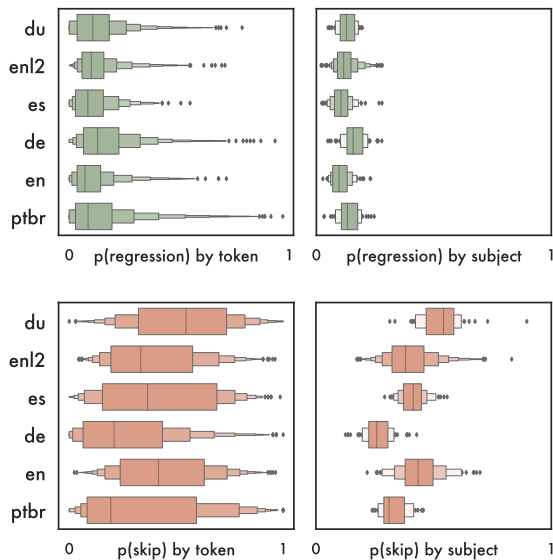 du
enl2
es
de
en
ptbr
0 p(regression) by token 1
0 p(regression) by subject 1
du
enl2
es
de
en
ptbr
0 p(skip) by token 1
0 p(skip) by subject 1